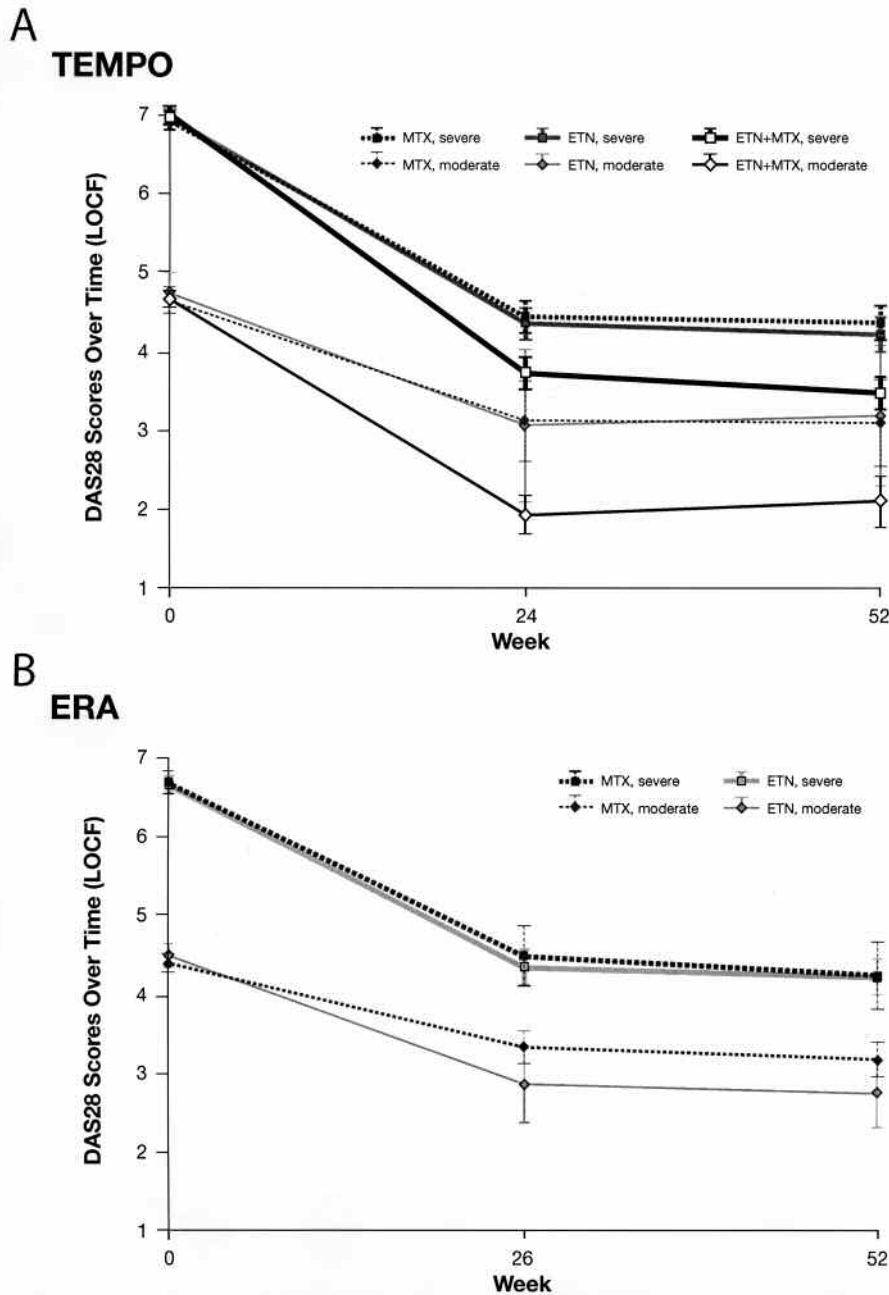 A
TEMPO
DAS28 Scores Over Time (LOCF)
7
6
5
4
3
2
1
MTX, severe ETN, severe ETN+MTX, severe
MTX, moderate ETN, moderate ETN+MTX, moderate
0 24 52
Week
B
ERA
DAS28 Scores Over Time (LOCF)
7
6
5
4
3
2
1
MTX, severe ETN, severe
MTX, moderate ETN, moderate
0 26 52
Week